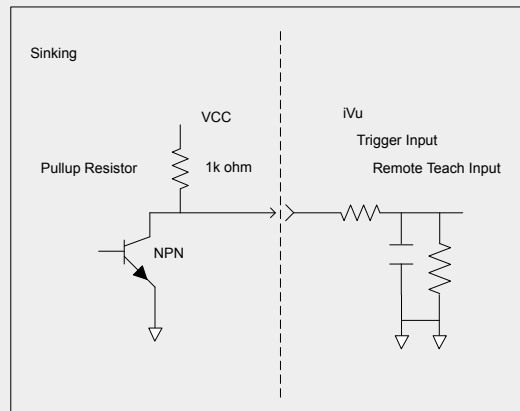 Sinking
VCC
iVu
Trigger Input
Pullup Resistor
1k ohm
Remote Teach Input
NPN